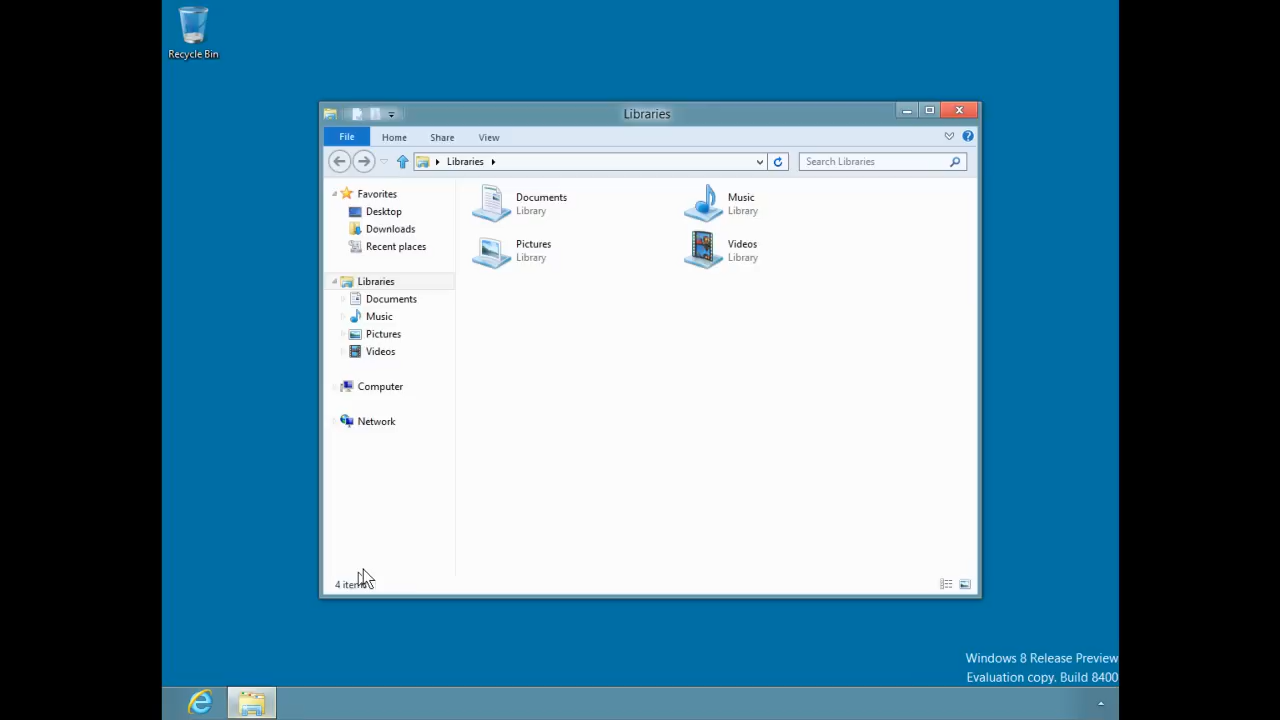 Recycle Bin
Libraries
File Home Share View
Libraries
Search Libraries
Favorites
Desktop
Downloads
Recent places
Libraries
Documents
Music
Pictures
Videos
Computer
Network
Documents
Library
Music
Library
Pictures
Library
Videos
Library
4 items
Windows 8 Release Preview
Evaluation copy. Build 8400